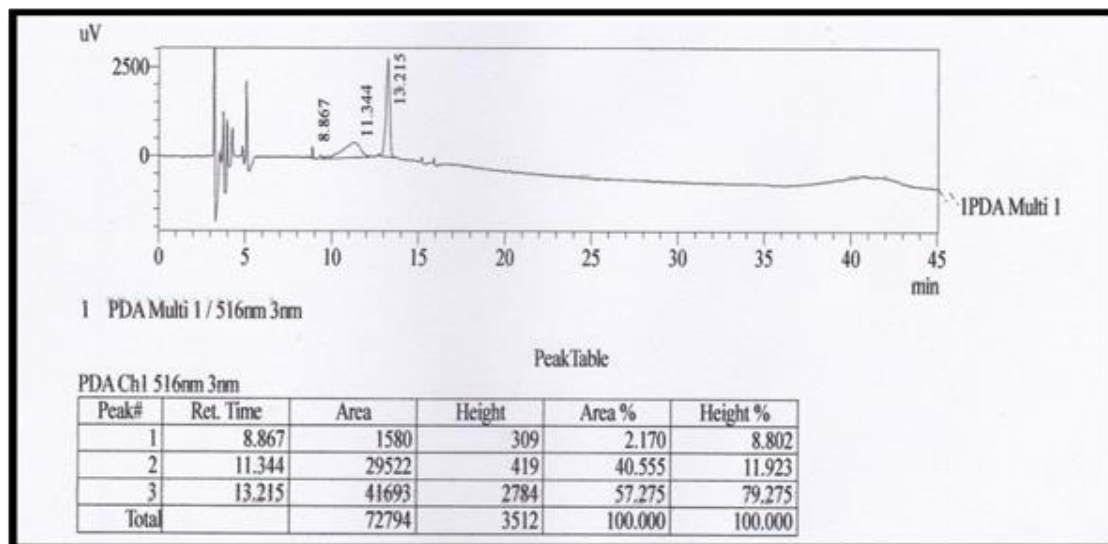 uV
2500
0
8.867
11.344
13.215
1PDA Multi 1
0 5 10 15 20 25 30 35 40 45
min
1 PDA Multi 1 / 516nm 3nm
PeakTable
PDA Ch1 516nm 3nm
Peak# Ret. Time Area Height Area % Height %
1 8.867 1580 309 2.170 8.802
2 11.344 29522 419 40.555 11.923
3 13.215 41693 2784 57.275 79.275
Total 72794 3512 100.000 100.000